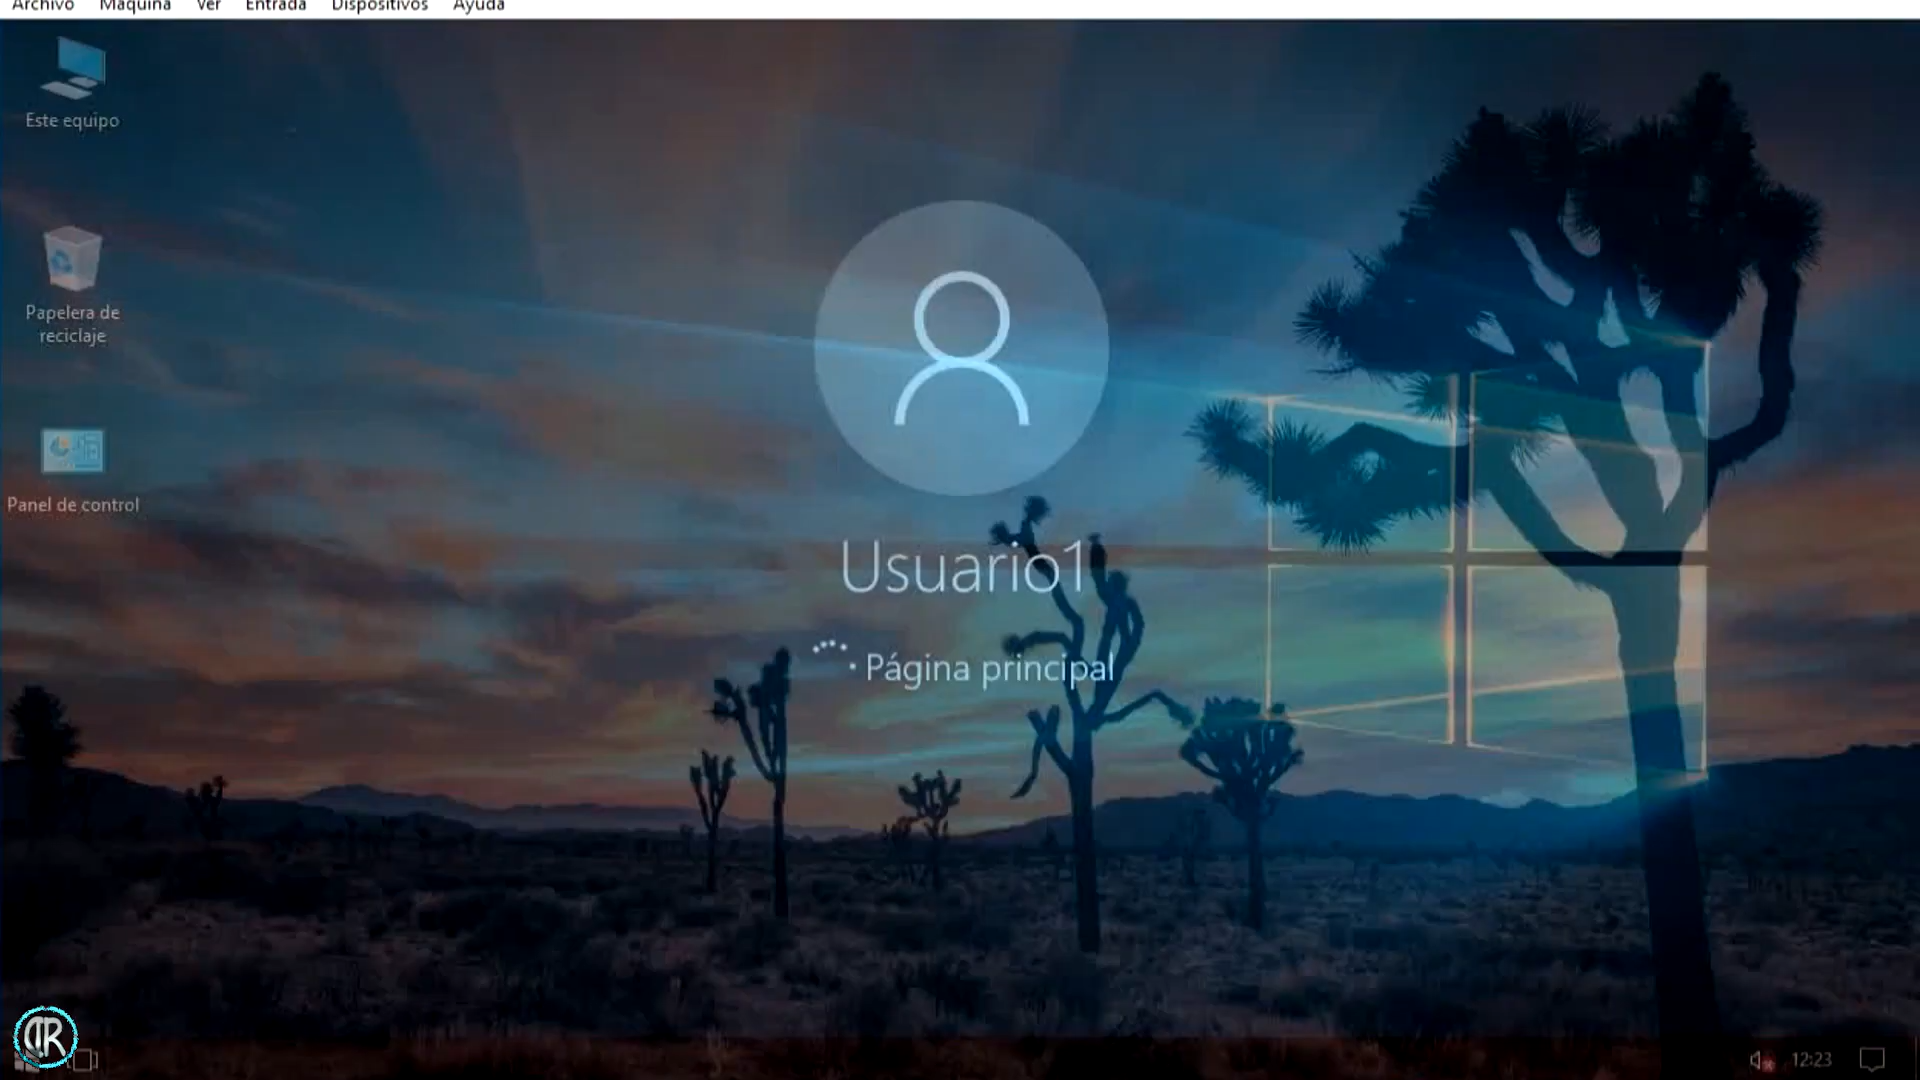 Archivo Máquina Ver Entrada Dispositivos Ayuda
Este equipo
Papelera de
reciclaje
Panel de control
Usuario1
Página principal
R
12:23